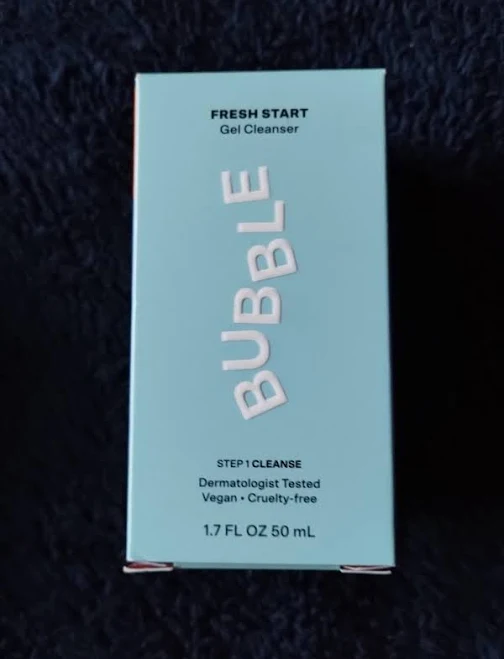 FRESH START
Gel Cleanser
BUBBLE
STEP 1 CLEANSE
Dermatologist Tested
Vegan • Cruelty-free
1.7 FL OZ 50 mL